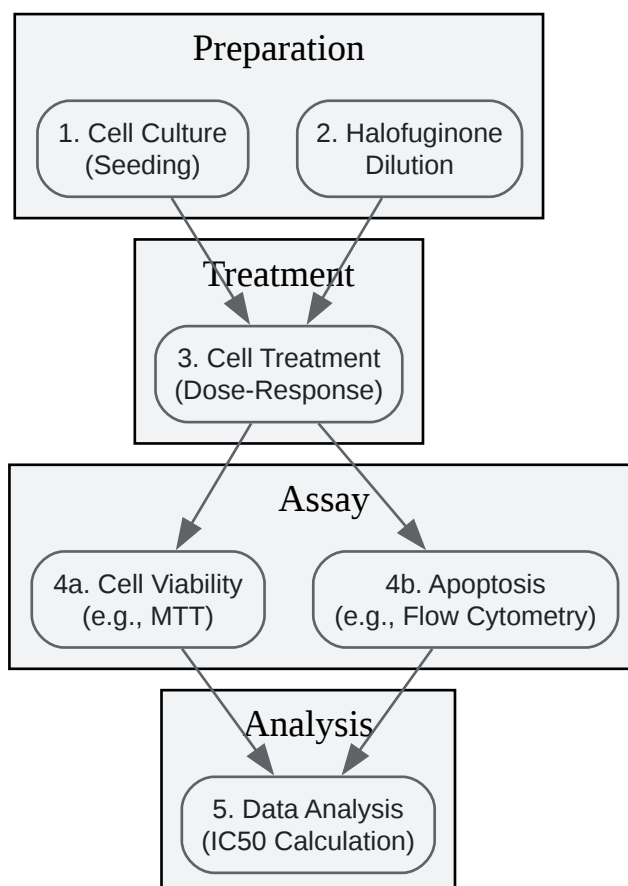 Preparation
1. Cell Culture
(Seeding)
2. Halofuginone
Dilution
Treatment
3. Cell Treatment
(Dose-Response)
Assay
4a. Cell Viability
(e.g., MTT)
4b. Apoptosis
(e.g., Flow Cytometry)
Analysis
5. Data Analysis
(IC50 Calculation)